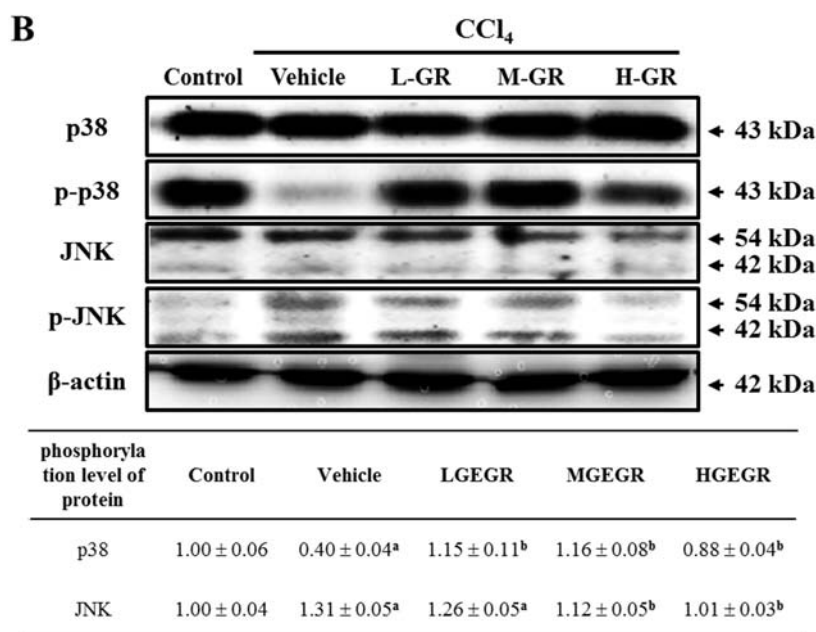 B
CCl₄
Control Vehicle L-GR M-GR H-GR
p38 43 kDa
p-p38 43 kDa
JNK 54 kDa
42 kDa
p-JNK 54 kDa
42 kDa
β-actin 42 kDa
phosphoryla
tion level of
protein
Control Vehicle LGEGR MGEGR HGEGR
p38 1.00 ± 0.06 0.40 ± 0.04ᵃ 1.15 ± 0.11ᵇ 1.16 ± 0.08ᵇ 0.88 ± 0.04ᵇ
JNK 1.00 ± 0.04 1.31 ± 0.05ᵃ 1.26 ± 0.05ᵃ 1.12 ± 0.05ᵇ 1.01 ± 0.03ᵇ